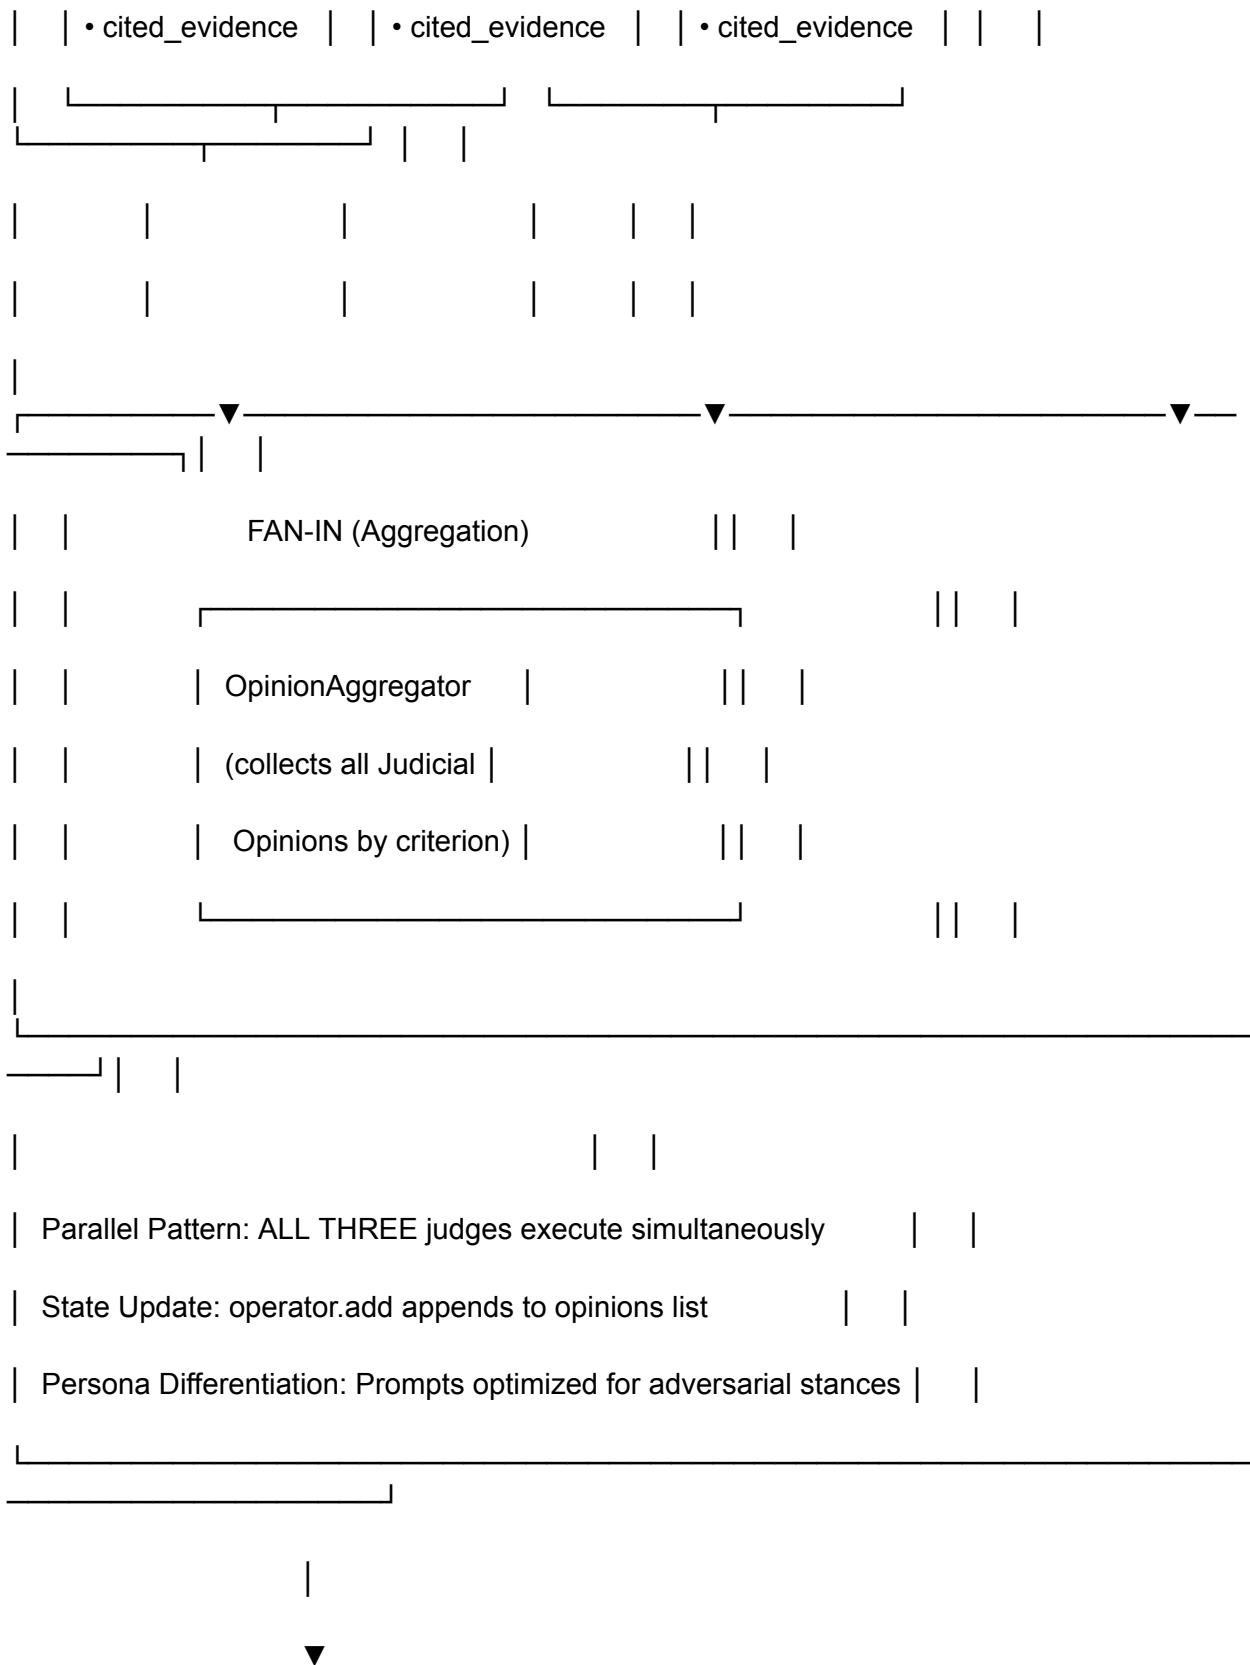 │ │ • cited_evidence │ │ • cited_evidence │ │ • cited_evidence │ │ │
│ └─────────┬──────────┘ └───────┬────────┘
└────────┬───────┘ │ │
│ │ │ │ │ │
│ │ │ │ │ │
│
┌─────────▼──────────────────────▼─────────────────────▼──
────────┐│ │
│ │ FAN-IN (Aggregation) ││ │
│ │ ┌─────────────────────────┐ ││ │
│ │ │ OpinionAggregator │ ││ │
│ │ │ (collects all Judicial │ ││ │
│ │ │ Opinions by criterion) │ ││ │
│ │ └─────────────────────────┘ ││ │
│
└───────────────────────────────────────────────────────────
────┘│ │
│ │ │
│ Parallel Pattern: ALL THREE judges execute simultaneously │ │
│ State Update: operator.add appends to opinions list │ │
│ Persona Differentiation: Prompts optimized for adversarial stances │ │
└───────────────────────────────────────────────────────────
──────────────────┘
│
▼